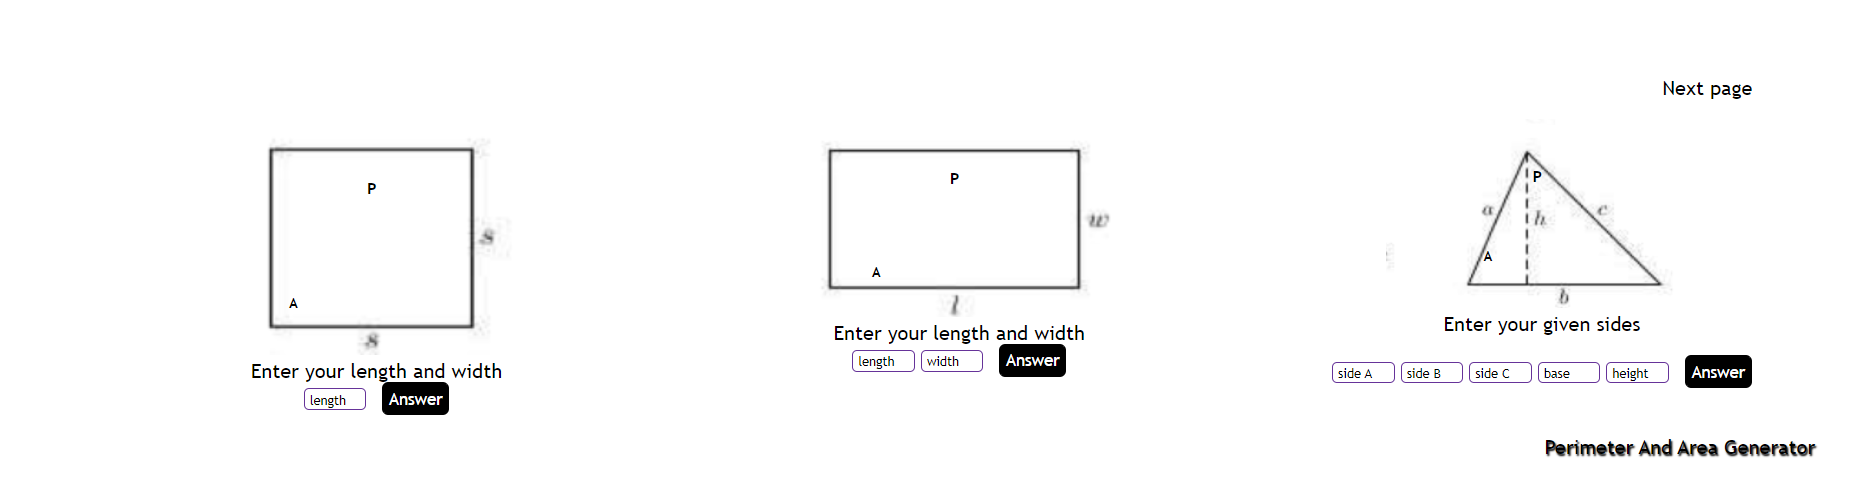 Next page
P
s
A
s
Enter your length and width
length
Answer
P
w
A
l
Enter your length and width
length
width
Answer
P
a
h
c
A
b
Enter your given sides
side A
side B
side C
base
height
Answer
Perimeter And Area Generator